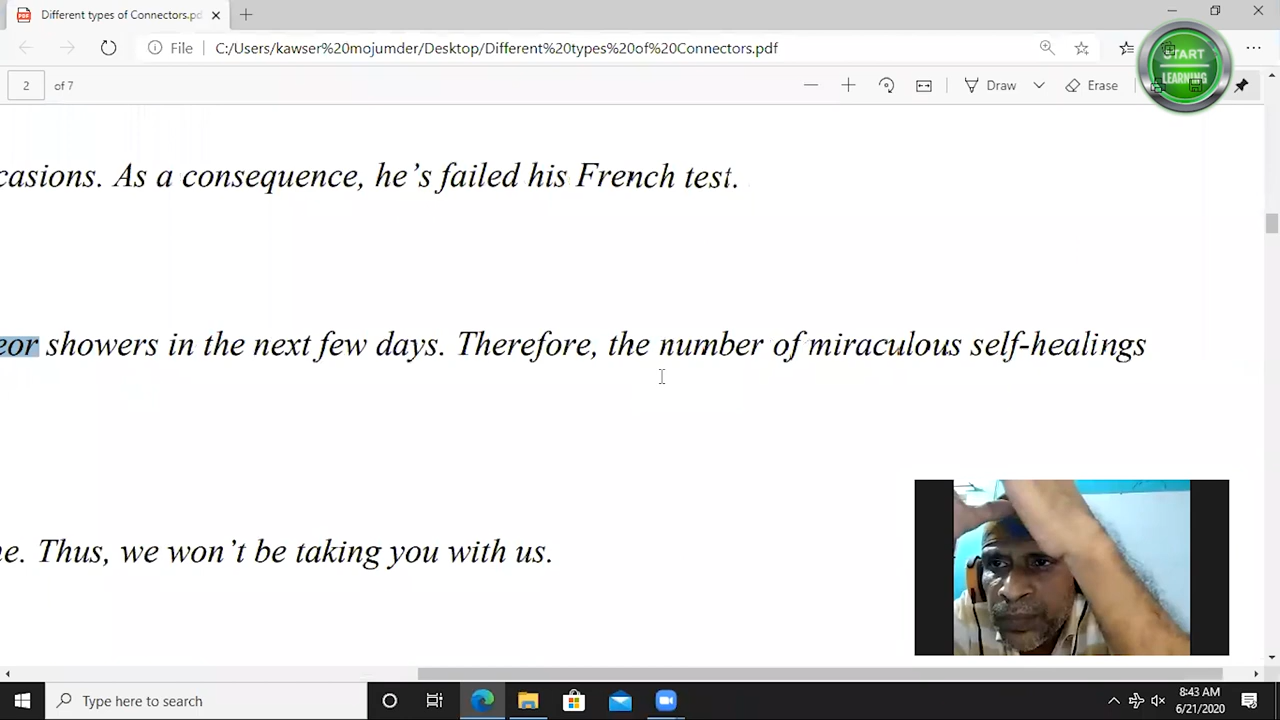 Different types of Connectors.pd
File C:/Users/kawser%20mojumder/Desktop/Different%20types%20of%20Connectors.pdf
START
LEARNING
2 of 7
Draw
Erase
casions. As a consequence, he's failed his French test.
eor showers in the next few days. Therefore, the number of miraculous self-healings
ne. Thus, we won't be taking you with us.
Type here to search
8:43 AM
6/21/2020